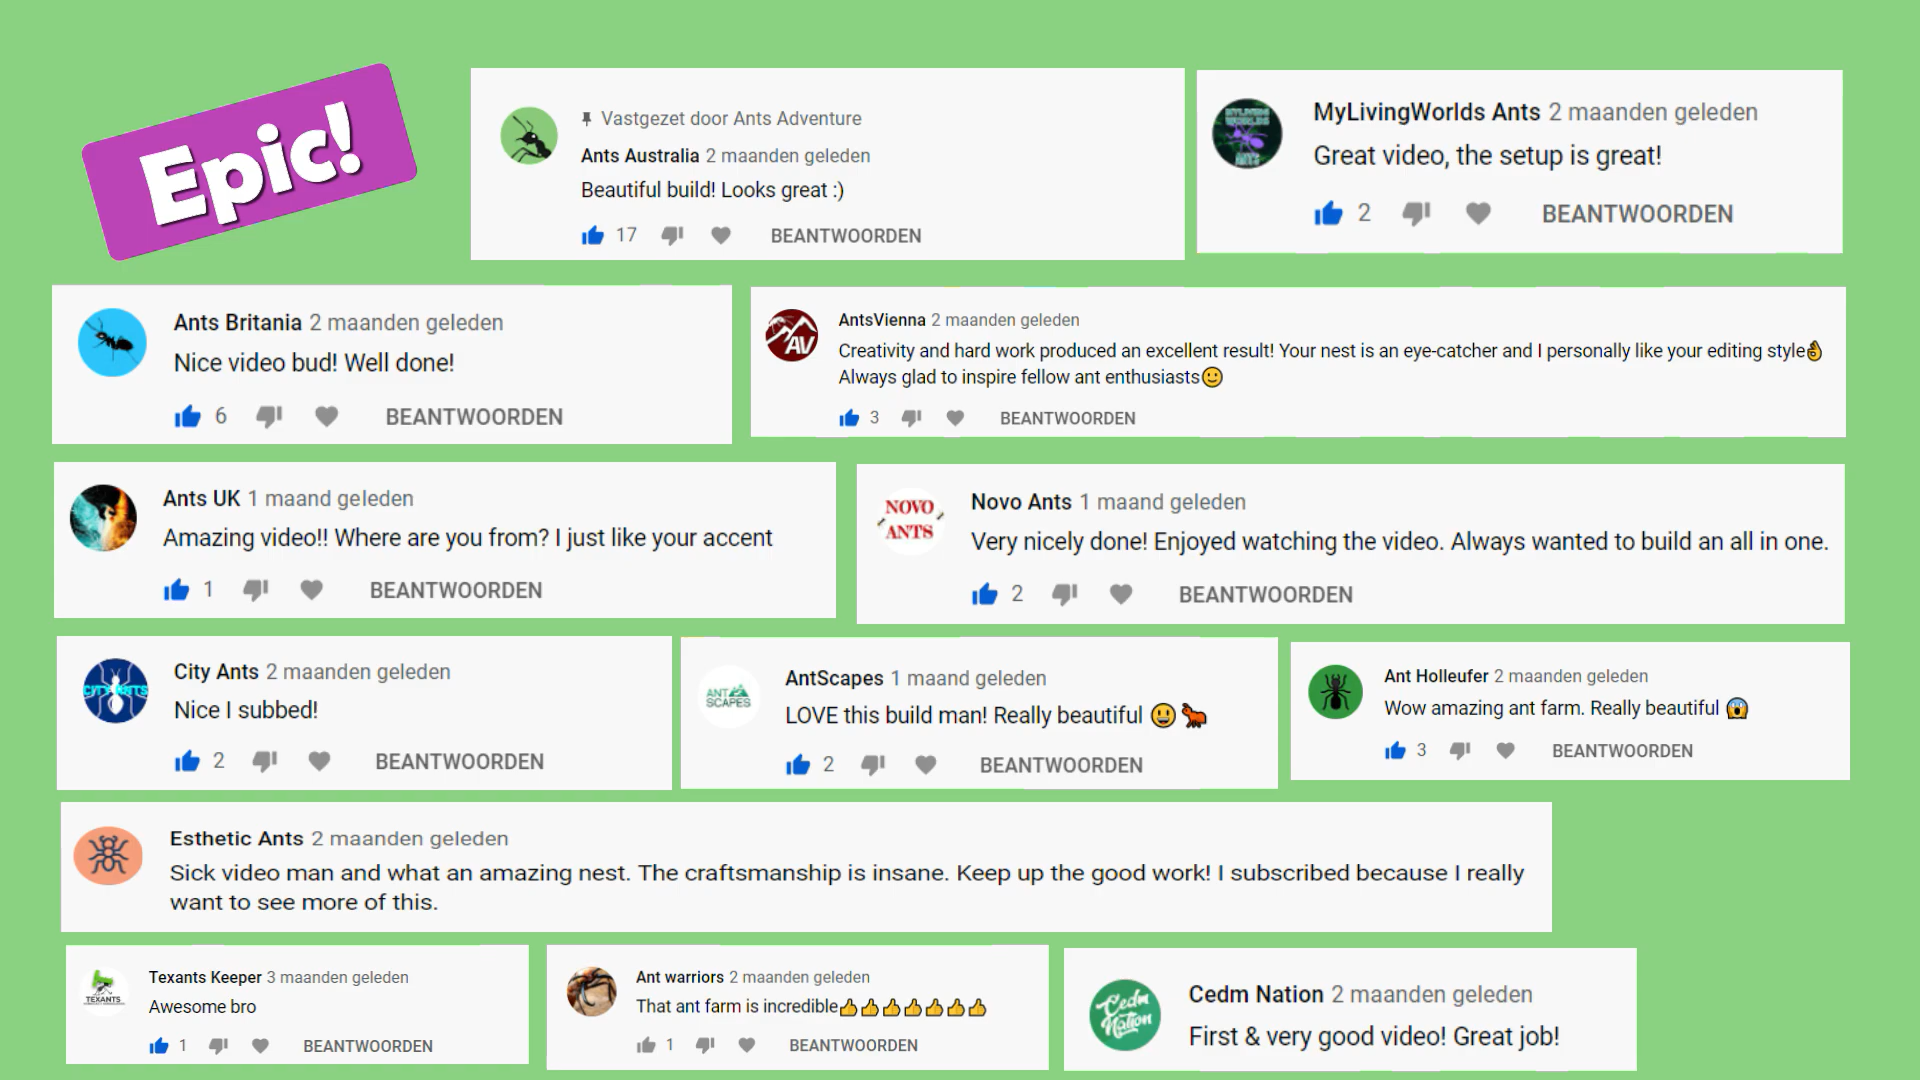 Epic!
Vastgezet door Ants Adventure
Ants Australia 2 maanden geleden
Beautiful build! Looks great :)
17 BEANTWOORDEN
MYLIVING
WORLDS
ANTS
MyLivingWorlds Ants 2 maanden geleden
Great video, the setup is great!
2 BEANTWOORDEN
Ants Britania 2 maanden geleden
Nice video bud! Well done!
6 BEANTWOORDEN
AV
AntsVienna 2 maanden geleden
Creativity and hard work produced an excellent result! Your nest is an eye-catcher and I personally like your editing style👌
Always glad to inspire fellow ant enthusiasts🙂
3 BEANTWOORDEN
Ants UK 1 maand geleden
Amazing video!! Where are you from? I just like your accent
1 BEANTWOORDEN
NOVO
ANTS
Novo Ants 1 maand geleden
Very nicely done! Enjoyed watching the video. Always wanted to build an all in one.
2 BEANTWOORDEN
CITY ANTS
City Ants 2 maanden geleden
Nice I subbed!
2 BEANTWOORDEN
ANT
SCAPES
AntScapes 1 maand geleden
LOVE this build man! Really beautiful 😃🐜
2 BEANTWOORDEN
Ant Holleufer 2 maanden geleden
Wow amazing ant farm. Really beautiful 😱
3 BEANTWOORDEN
Esthetic Ants 2 maanden geleden
Sick video man and what an amazing nest. The craftsmanship is insane. Keep up the good work! I subscribed because I really
want to see more of this.
TEXANTS
Texants Keeper 3 maanden geleden
Awesome bro
1 BEANTWOORDEN
Ant warriors 2 maanden geleden
That ant farm is incredible👍👍👍👍👍👍👍
1 BEANTWOORDEN
Cedm
Nation
Cedm Nation 2 maanden geleden
First & very good video! Great job!